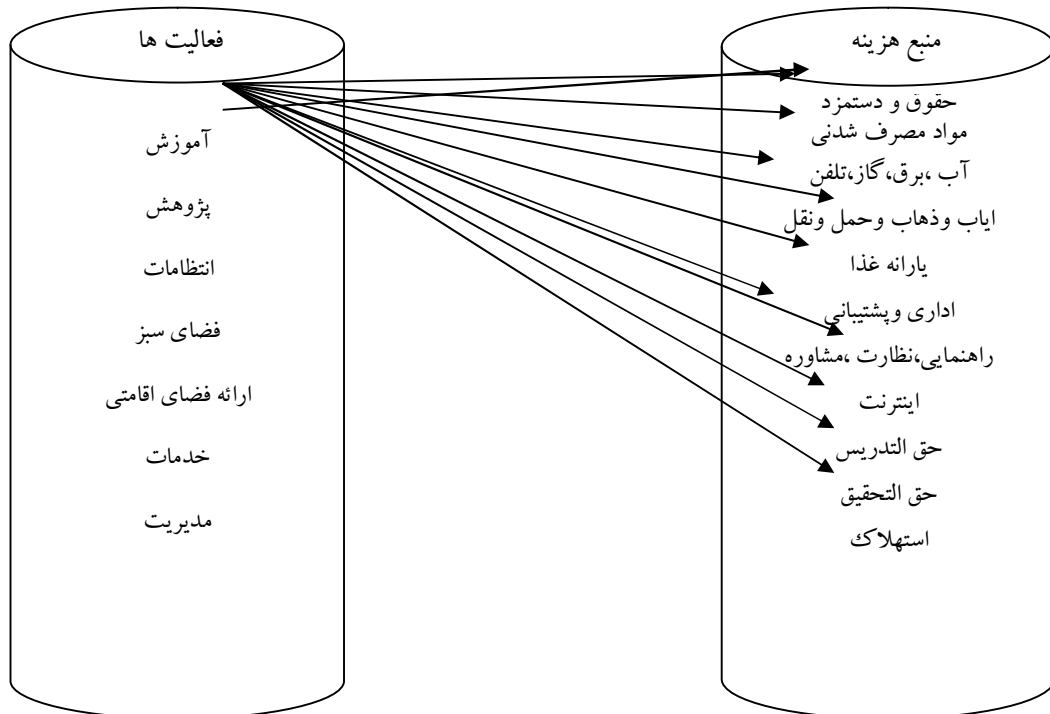 منبع هزینه
حقوق و دستمزد
مواد مصرف شدنی
آب ،برق،گاز،تلفن
ایاب وذهاب وحمل ونقل
یارانه غذا
اداری وپشتیبانی
راهنمایی،نظارت ،مشاوره
اینترنت
حق التدریس
حق التحقیق
استهلاک
فعالیت ها
آموزش
پژوهش
انتظامات
فضای سبز
ارائه فضای اقامتی
خدمات
مدیریت